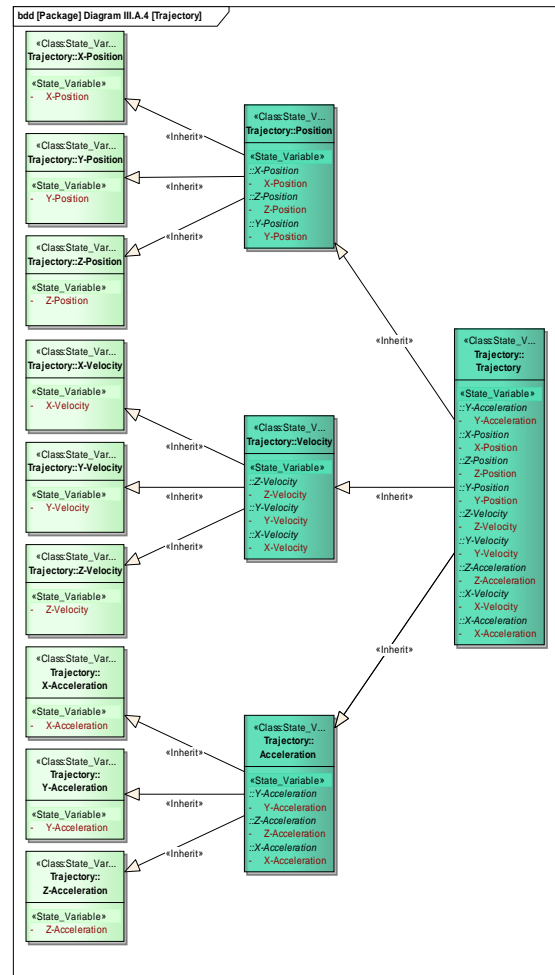 bdd [Package] Diagram III.A.4 [Trajectory]
«Class:State_Var...
Trajectory::X-Position
«State_Variable»
- X-Position
«Class:State_Var...
Trajectory::Y-Position
«State_Variable»
- Y-Position
«Class:State_Var...
Trajectory::Z-Position
«State_Variable»
- Z-Position
«Class:State_Var...
Trajectory::X-Velocity
«State_Variable»
- X-Velocity
«Class:State_Var...
Trajectory::Y-Velocity
«State_Variable»
- Y-Velocity
«Class:State_Var...
Trajectory::Z-Velocity
«State_Variable»
- Z-Velocity
«Class:State_Var...
Trajectory::
X-Acceleration
«State_Variable»
- X-Acceleration
«Class:State_Var...
Trajectory::
Y-Acceleration
«State_Variable»
- Y-Acceleration
«Class:State_Var...
Trajectory::
Z-Acceleration
«State_Variable»
- Z-Acceleration
«Inherit»
«Inherit»
«Inherit»
«Inherit»
«Inherit»
«Inherit»
«Inherit»
«Inherit»
«Inherit»
«Class:State_V...
Trajectory::Position
«State_Variable»
::X-Position
- X-Position
::Z-Position
- Z-Position
::Y-Position
- Y-Position
«Class:State_V...
Trajectory::Velocity
«State_Variable»
::Z-Velocity
- Z-Velocity
::Y-Velocity
- Y-Velocity
::X-Velocity
- X-Velocity
«Class:State_V...
Trajectory::
Acceleration
«State_Variable»
::Y-Acceleration
- Y-Acceleration
::Z-Acceleration
- Z-Acceleration
::X-Acceleration
- X-Acceleration
«Inherit»
«Inherit»
«Inherit»
«Class:State_V...
Trajectory::
Trajectory
«State_Variable»
::Y-Acceleration
- Y-Acceleration
::X-Position
- X-Position
::Z-Position
- Z-Position
::Y-Position
- Y-Position
::Z-Velocity
- Z-Velocity
::Y-Velocity
- Y-Velocity
::Z-Acceleration
- Z-Acceleration
::X-Velocity
- X-Velocity
::X-Acceleration
- X-Acceleration